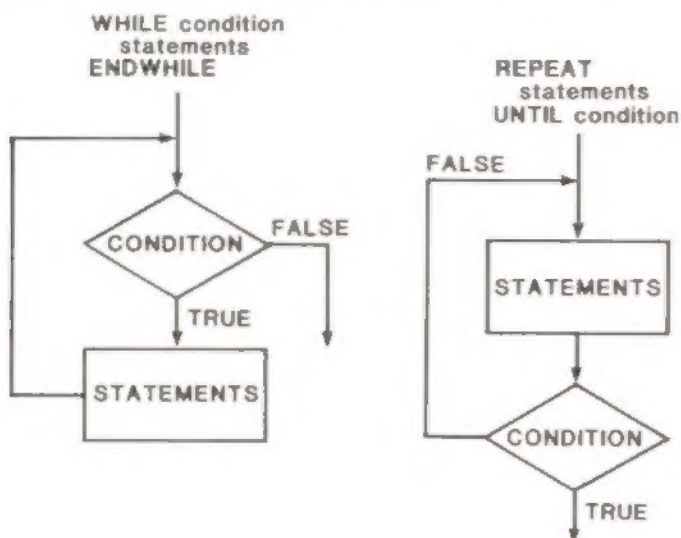 WHILE condition
statements
ENDWHILE
CONDITION
FALSE
TRUE
STATEMENTS
REPEAT
statements
UNTIL condition
FALSE
STATEMENTS
CONDITION
TRUE